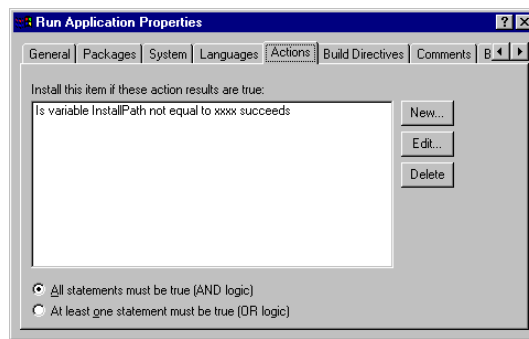 Run Application Properties
General Packages System Languages Actions Build Directives Comments B
Install this item if these action results are true:
Is variable InstallPath not equal to xxxx succeeds
New...
Edit...
Delete
All statements must be true (AND logic)
At least one statement must be true (OR logic)